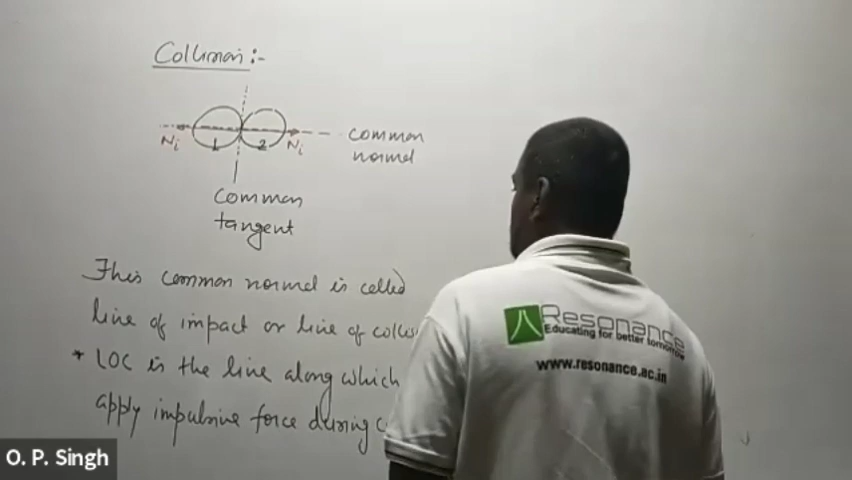 Collision :-
Ni 1 2 Ni
common
normal
common
tangent
This common normal is called
line of impact or line of
* LOC is the line along which
apply impulsive force during
Resonance
Educating for better tomorrow
www.resonance.ac.in
O. P. Singh